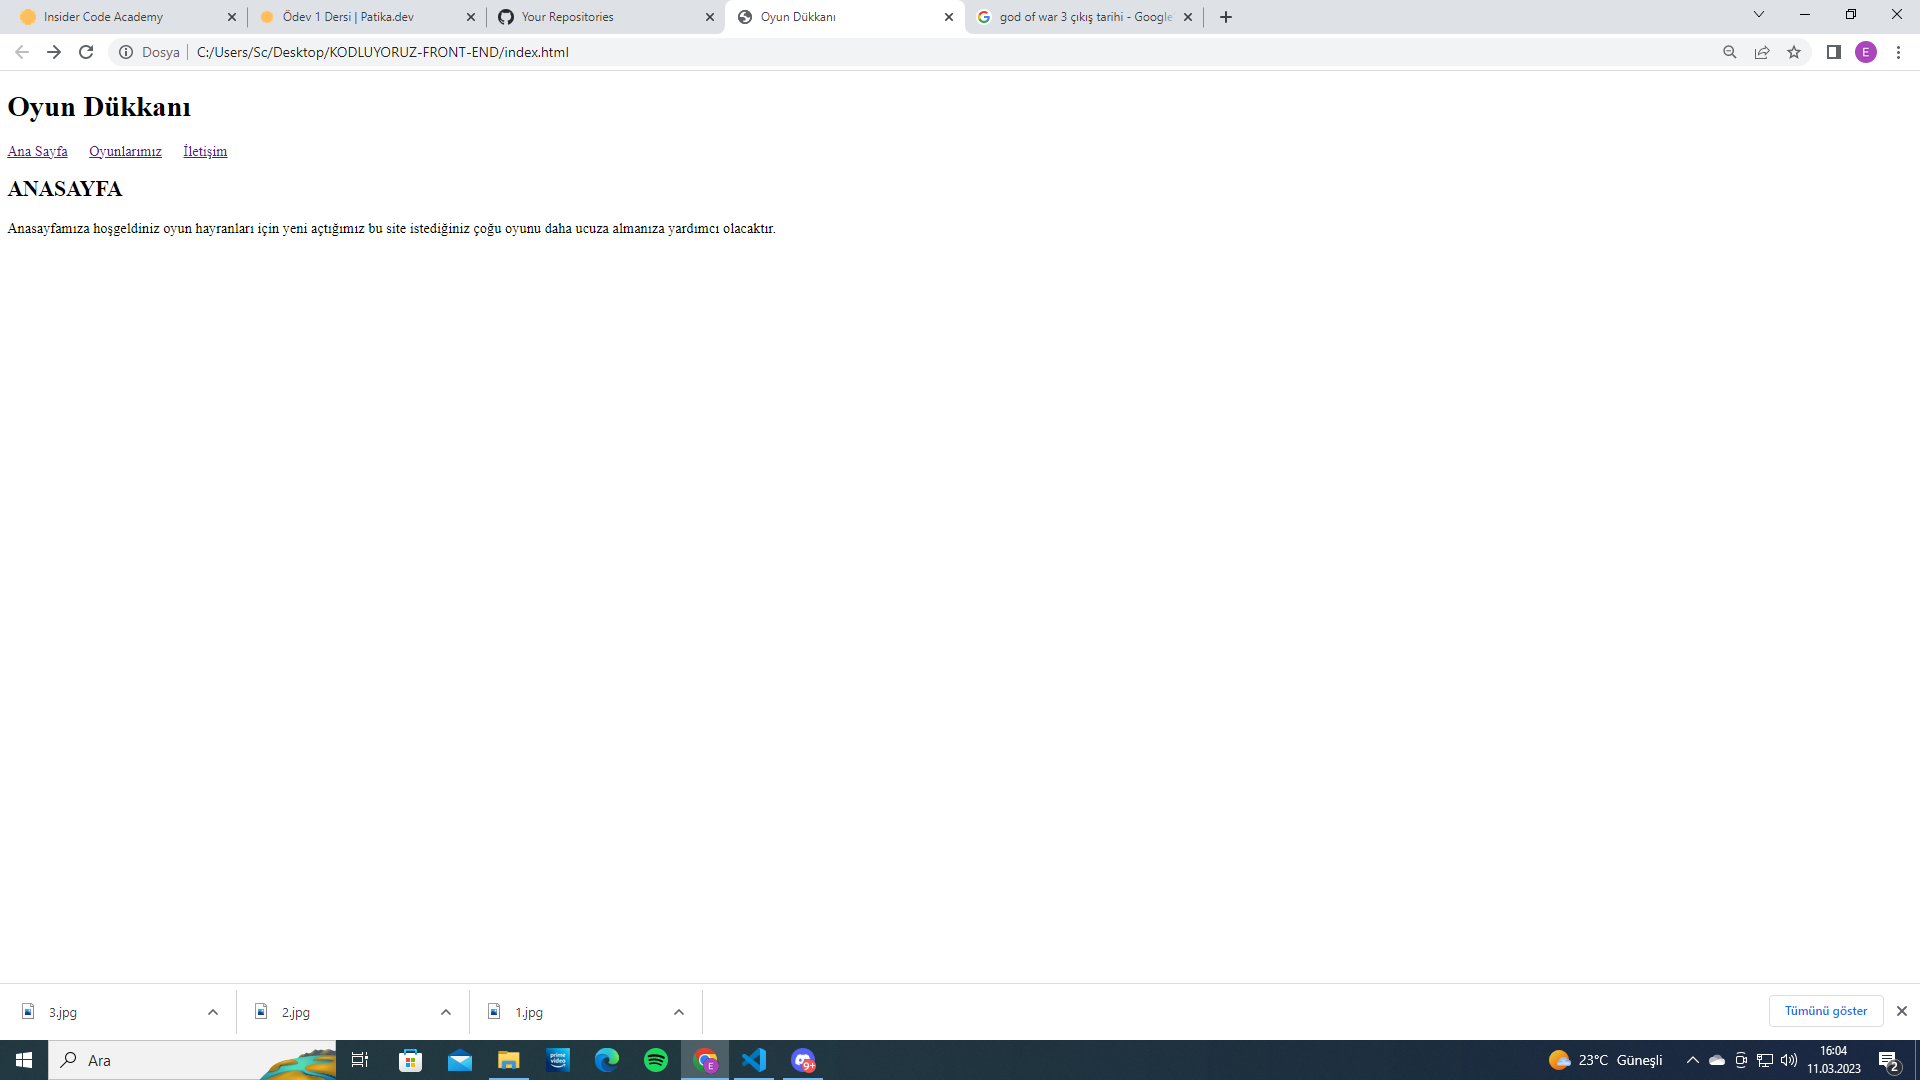 Insider Code Academy
Ödev 1 Dersi | Patika.dev
Your Repositories
Oyun Dükkanı
god of war 3 çıkış tarihi - Google
Dosya
C:/Users/Sc/Desktop/KODLUYORUZ-FRONT-END/index.html
E
Oyun Dükkanı
Ana Sayfa Oyunlarımız İletişim
ANASAYFA
Anasayfamıza hoşgeldiniz oyun hayranları için yeni açtığımız bu site istediğiniz çoğu oyunu daha ucuza almanıza yardımcı olacaktır.
3.jpg
2.jpg
1.jpg
Tümünü göster
Ara
prime video
E
9+
23°C Güneşli
16:04
11.03.2023
2